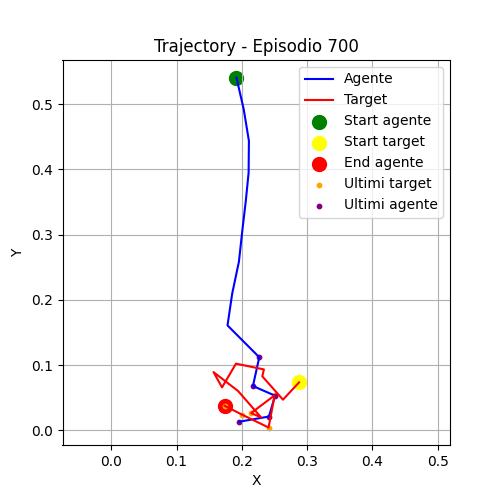 Trajectory - Episodio 700
Agente
Target
Start agente
Start target
End agente
Ultimi target
Ultimi agente
Y
0.5
0.4
0.3
0.2
0.1
0.0
0.0 0.1 0.2 0.3 0.4 0.5
X